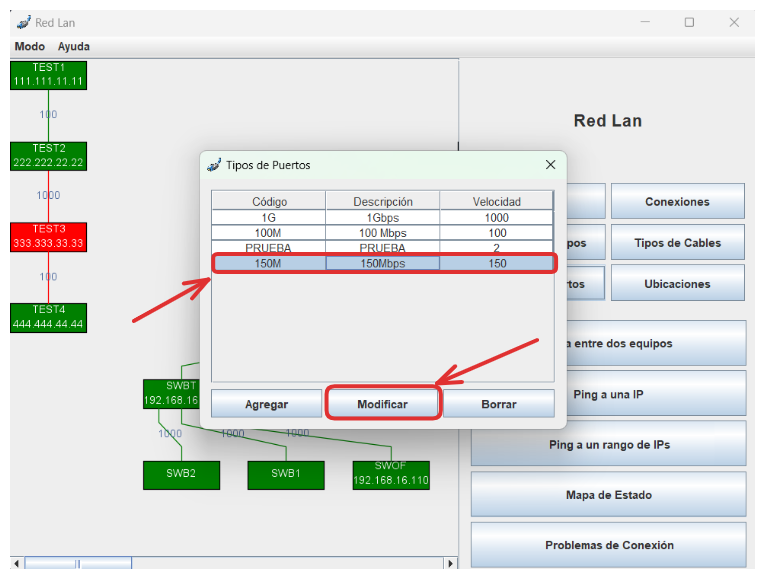 Red Lan
Modo Ayuda
TEST1
111.111.11.11
100
TEST2
222.222.22.22
1000
TEST3
333.333.33.33
100
TEST4
444.444.44.44
SWBT
192.168.16
1000 1000 1000
SWB2
SWB1
SWOF
192.168.16.110
Tipos de Puertos
Código Descripción Velocidad
1G 1Gbps 1000
100M 100 Mbps 100
PRUEBA PRUEBA 2
150M 150Mbps 150
Agregar Modificar Borrar
Red Lan
Conexiones
pos Tipos de Cables
tos Ubicaciones
a entre dos equipos
Ping a una IP
Ping a un rango de IPs
Mapa de Estado
Problemas de Conexión